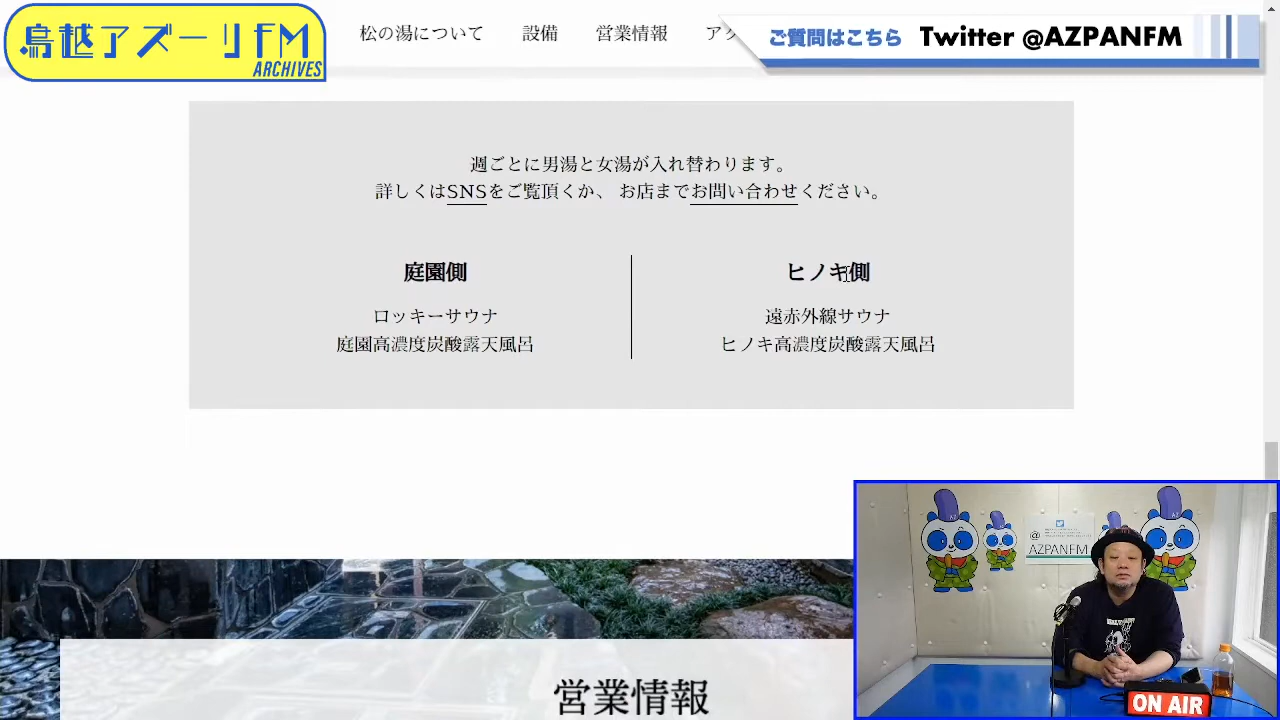 鳥越アズーリFM
ARCHIVES
松の湯について 設備 営業情報 アク
ご質問はこちら Twitter @AZPANFM
週ごとに男湯と女湯が入れ替わります。
詳しくはSNSをご覧頂くか、 お店までお問い合わせください。
庭園側
ロッキーサウナ
庭園高濃度炭酸露天風呂
ヒノキ側
遠赤外線サウナ
ヒノキ高濃度炭酸露天風呂
営業情報
@
AZPANFM
ON AIR